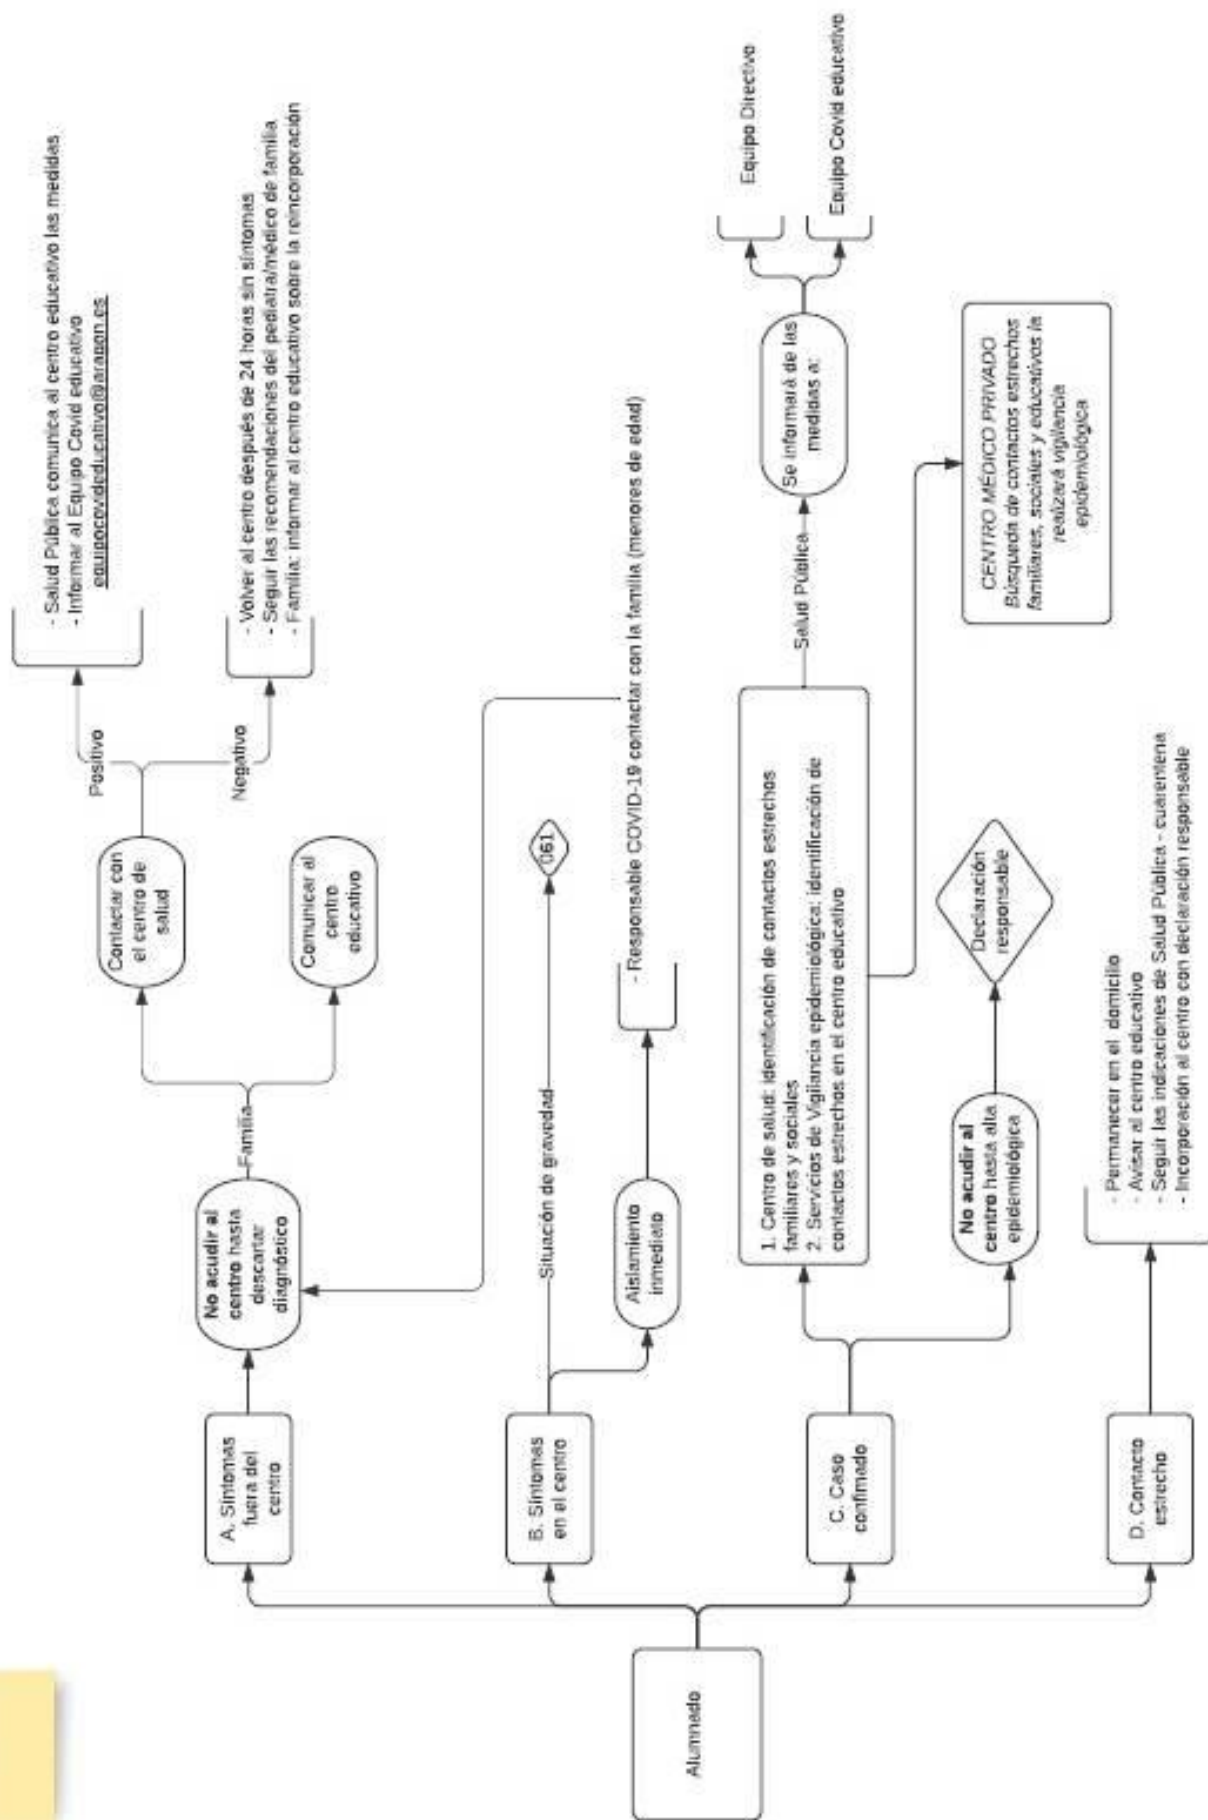 Alumnado
A. Síntomas
fuera del
centro
No acudir al
centro hasta
descartar
diagnóstico
Familia
Contactar con
el centro de
salud
Comunicar al
centro
educativo
Positivo
- Salud Pública comunica al centro educativo las medidas
- Informar al Equipo Covid educativo
equipocovideducativo@aragon.es
Negativo
- Volver al centro después de 24 horas sin síntomas
- Seguir las recomendaciones del pediatra/médico de familia
- Familia: informar al centro educativo sobre la reincorporación
B. Síntomas
en el centro
Situación de gravedad
061
Aislamiento
inmediato
- Responsable COVID-19 contactar con la familia (menores de edad)
C. Caso
confimado
1. Centro de salud: identificación de contactos estrechos
familiares y sociales
2. Servicios de Vigilancia epidemiológica: identificación de
contactos estrechos en el centro educativo
Salud Pública
Se informará de las
medidas a:
Equipo Directivo
Equipo Covid educativo
CENTRO MÉDICO PRIVADO
Búsqueda de contactos estrechos
familiares, sociales y educativos la
realizará vigilancia
epidemiológica
No acudir al
centro hasta alta
epidemiológica
Declaración
responsable
D. Contacto
estrecho
- Permanecer en el domicilio
- Avisar al centro educativo
- Seguir las indicaciones de Salud Pública - cuarentena
- Incorporación al centro con declaración responsable